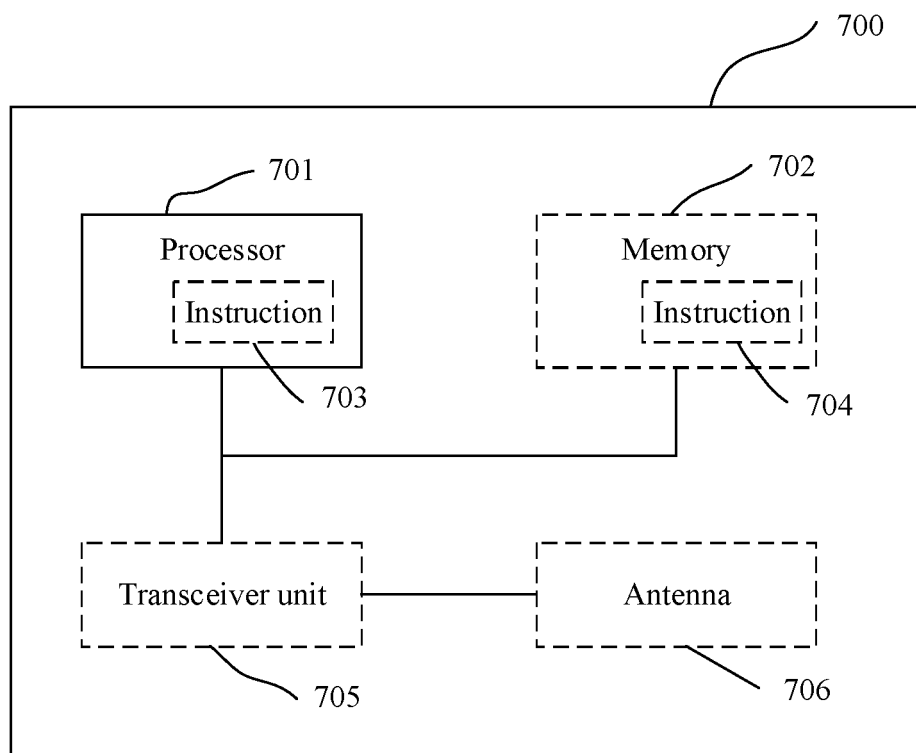 700
701
702
Processor
Memory
Instruction
Instruction
703
704
Transceiver unit
Antenna
705
706